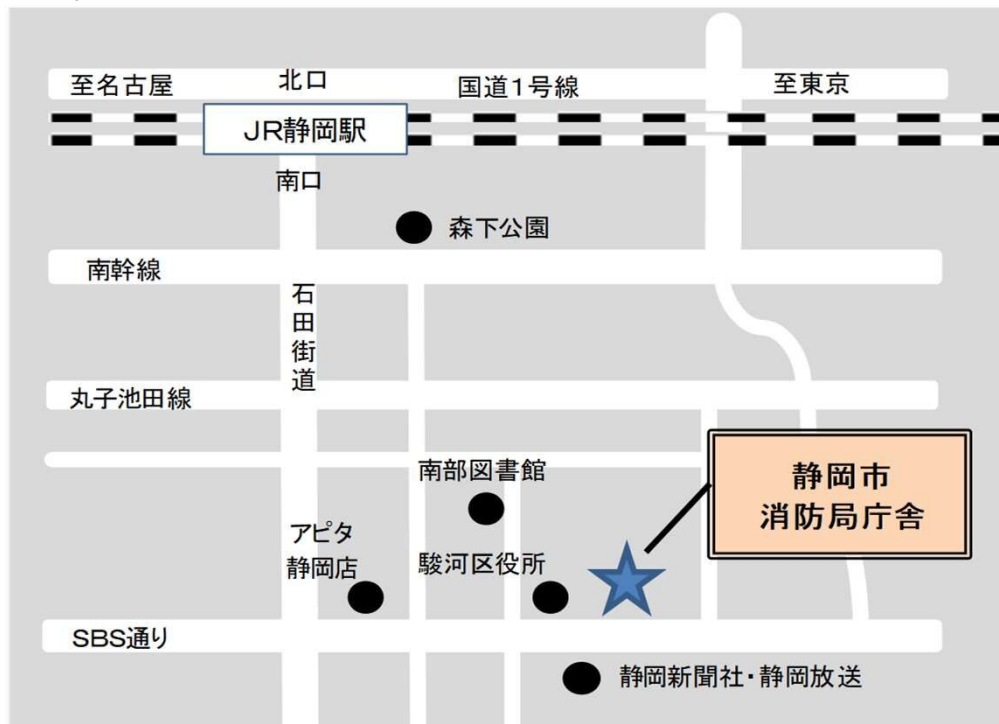 至名古屋
北口
国道1号線
至東京
JR静岡駅
南口
森下公園
南幹線
石田街道
丸子池田線
南部図書館
静岡市
消防局庁舎
アピタ
静岡店
駿河区役所
SBS通り
静岡新聞社・静岡放送